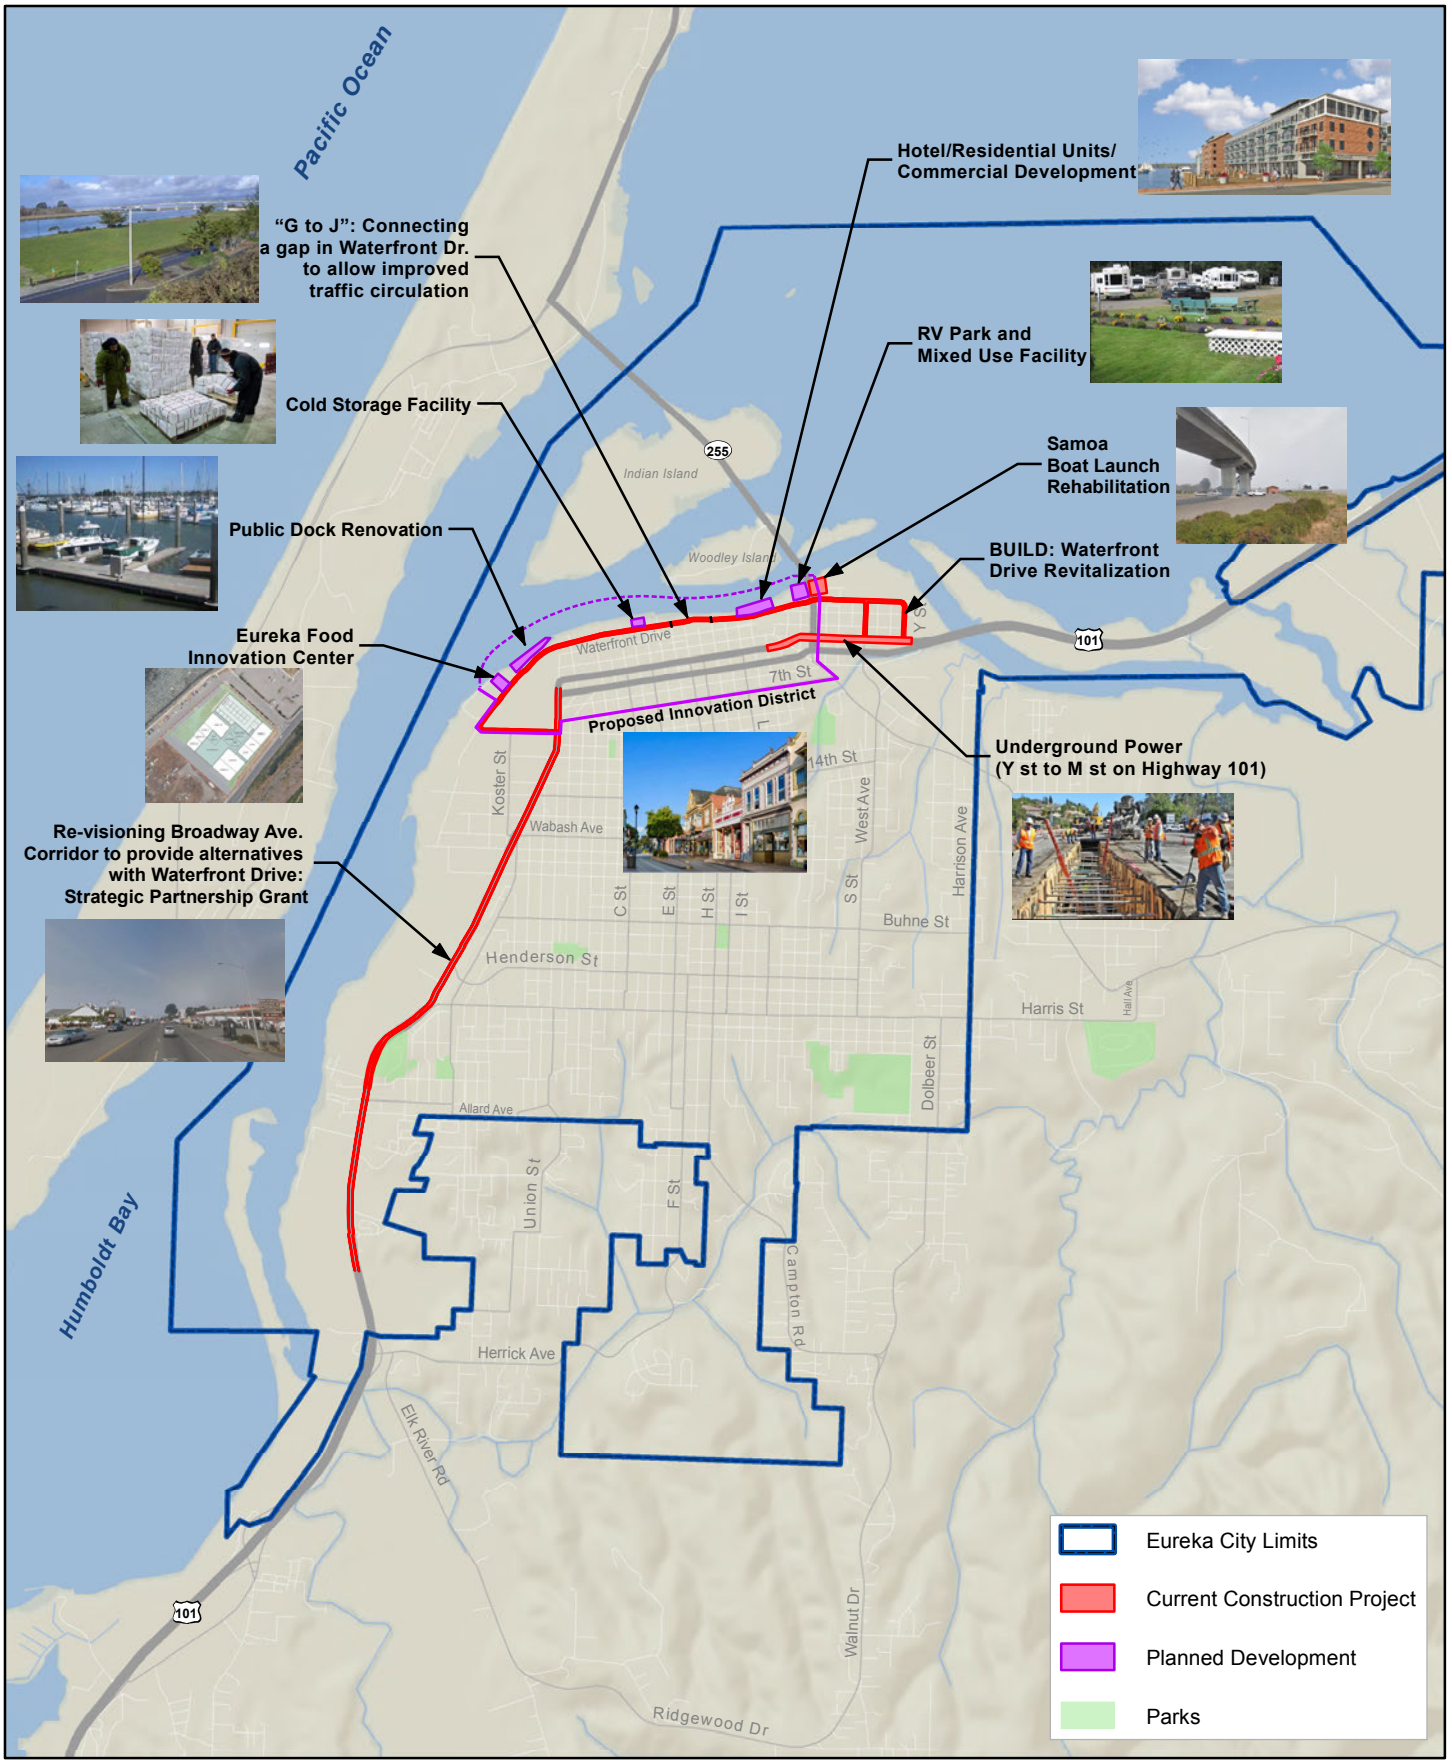 Pacific Ocean
Hotel/Residential Units/
Commercial Development
“G to J”: Connecting
a gap in Waterfront Dr.
to allow improved
traffic circulation
RV Park and
Mixed Use Facility
Cold Storage Facility
255
Indian Island
Samoa
Boat Launch
Rehabilitation
Public Dock Renovation
Woodley Island
BUILD: Waterfront
Drive Revitalization
Y St
101
Eureka Food
Innovation Center
Waterfront Drive
7th St
Proposed Innovation District
L
Underground Power
(Y st to M st on Highway 101)
Koster St
14th St
West Ave
Harrison Ave
Wabash Ave
Re-visioning Broadway Ave.
Corridor to provide alternatives
with Waterfront Drive:
Strategic Partnership Grant
C St
E St
H St
I St
S St
Buhne St
Henderson St
Harris St
Hall Ave
Dolbeer St
Allard Ave
Union St
F St
Humboldt Bay
Campton Rd
Herrick Ave
Elk River Rd
101
Walnut Dr
Ridgewood Dr
Eureka City Limits
Current Construction Project
Planned Development
Parks